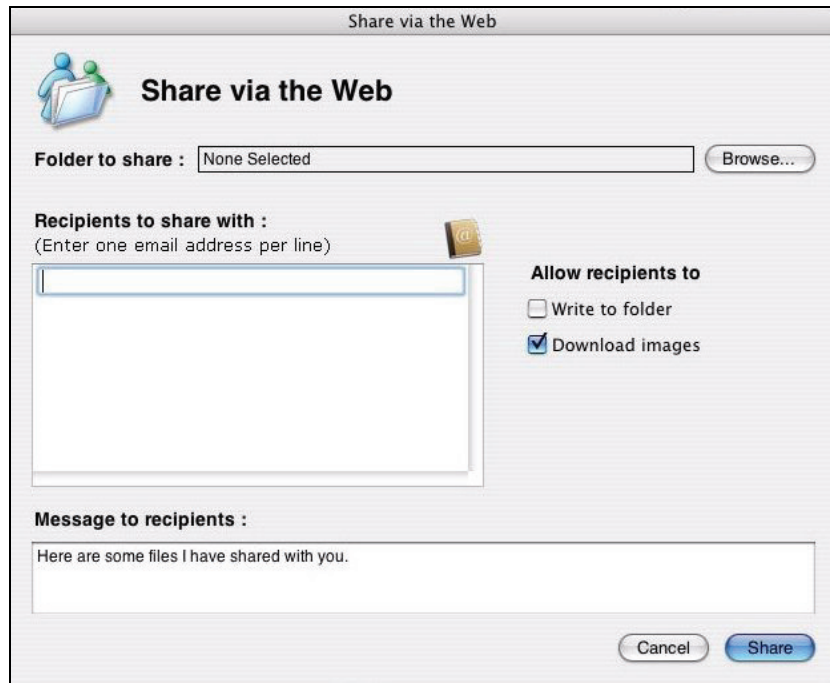 Share via the Web
Share via the Web
Folder to share : None Selected Browse...
Recipients to share with :
(Enter one email address per line)
@
Allow recipients to
Write to folder
Download images
Message to recipients :
Here are some files I have shared with you.
Cancel Share